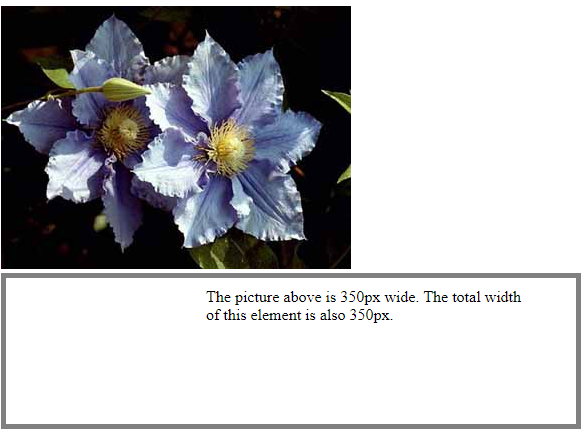 The picture above is 350px wide. The total width
of this element is also 350px.